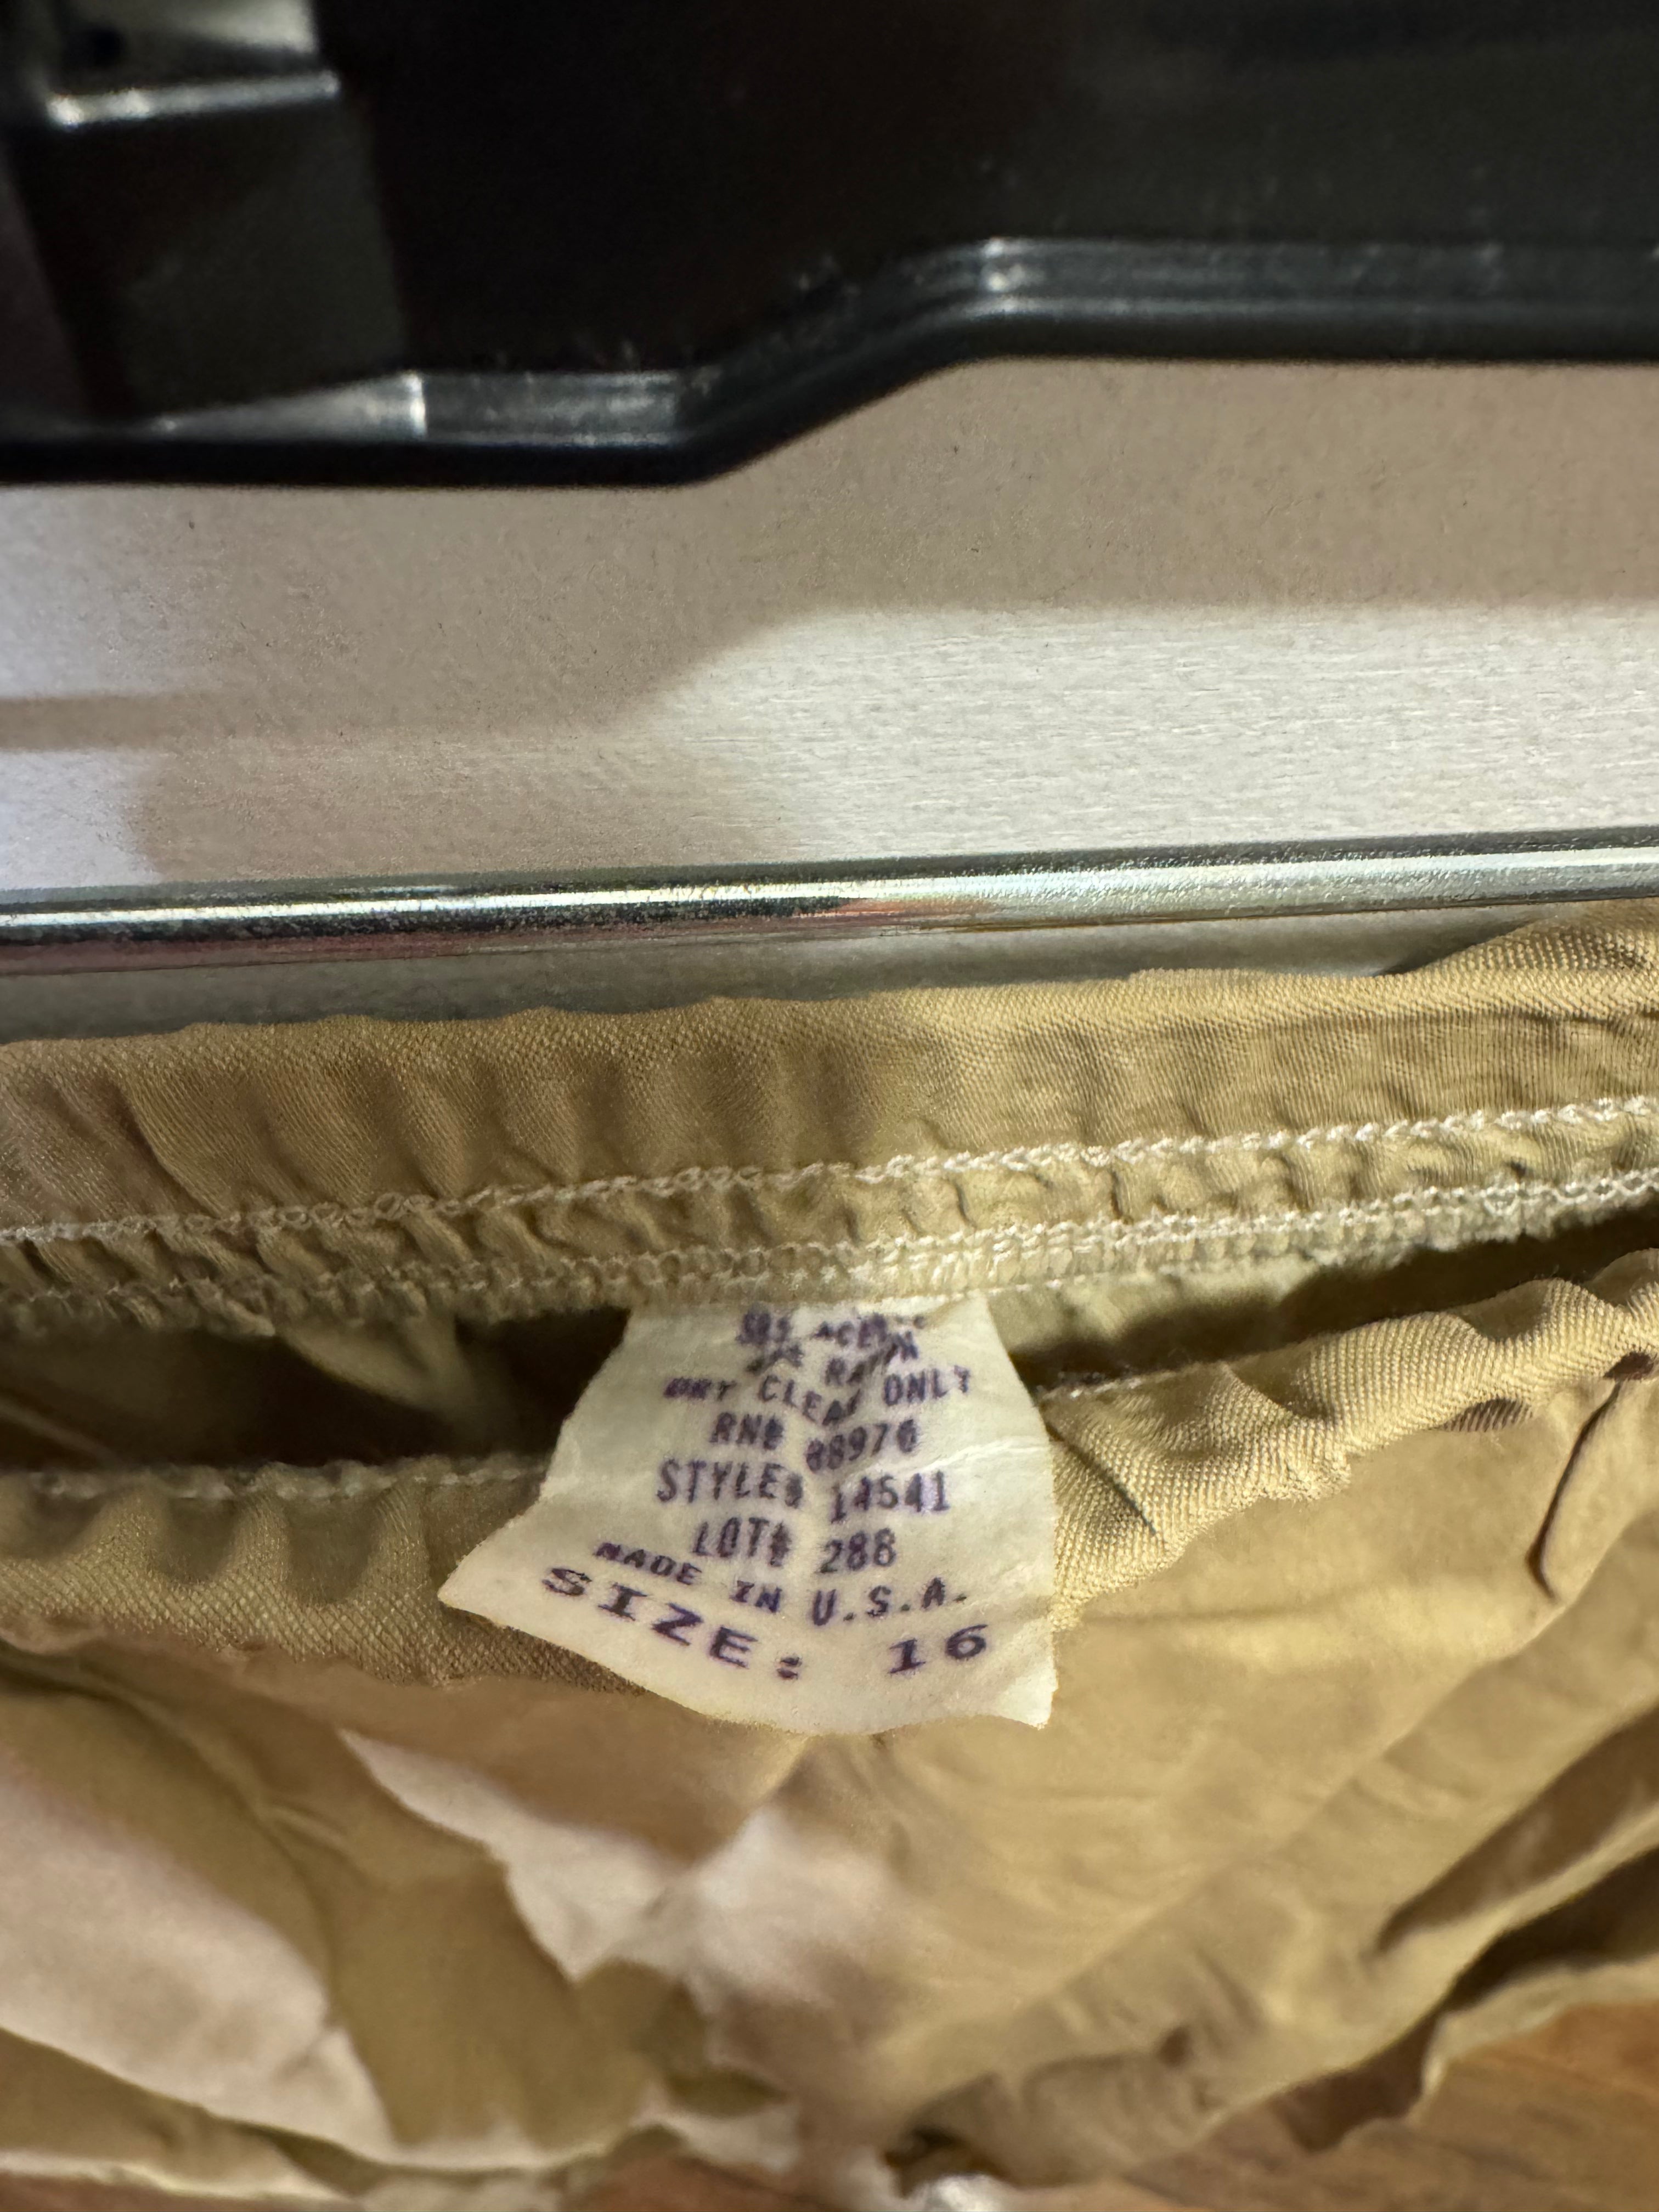 DRY CLEAN ONLY
RN# 88976
STYLE# 14541
LOT# 288
MADE IN U.S.A.
SIZE: 16